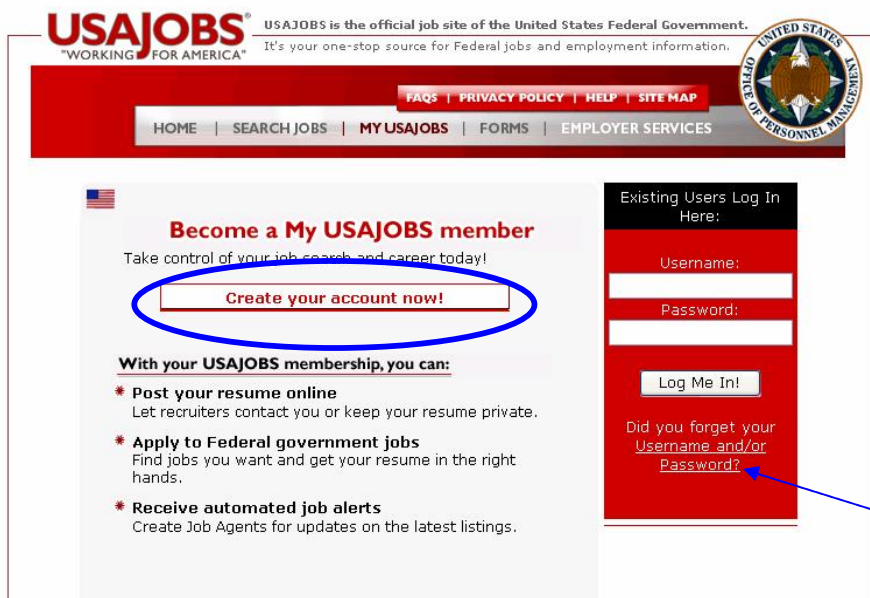 USAJOBS®
"WORKING FOR AMERICA"
USAJOBS is the official job site of the United States Federal Government.
It's your one-stop source for Federal jobs and employment information.
UNITED STATES
OFFICE OF PERSONNEL MANAGEMENT
FAQS | PRIVACY POLICY | HELP | SITE MAP
HOME | SEARCH JOBS | MY USAJOBS | FORMS | EMPLOYER SERVICES
Become a My USAJOBS member
Take control of your job search and career today!
Create your account now!
With your USAJOBS membership, you can:
Post your resume online
Let recruiters contact you or keep your resume private.
Apply to Federal government jobs
Find jobs you want and get your resume in the right
hands.
Receive automated job alerts
Create Job Agents for updates on the latest listings.
Existing Users Log In
Here:
Username:
Password:
Log Me In!
Did you forget your
Username and/or
Password?